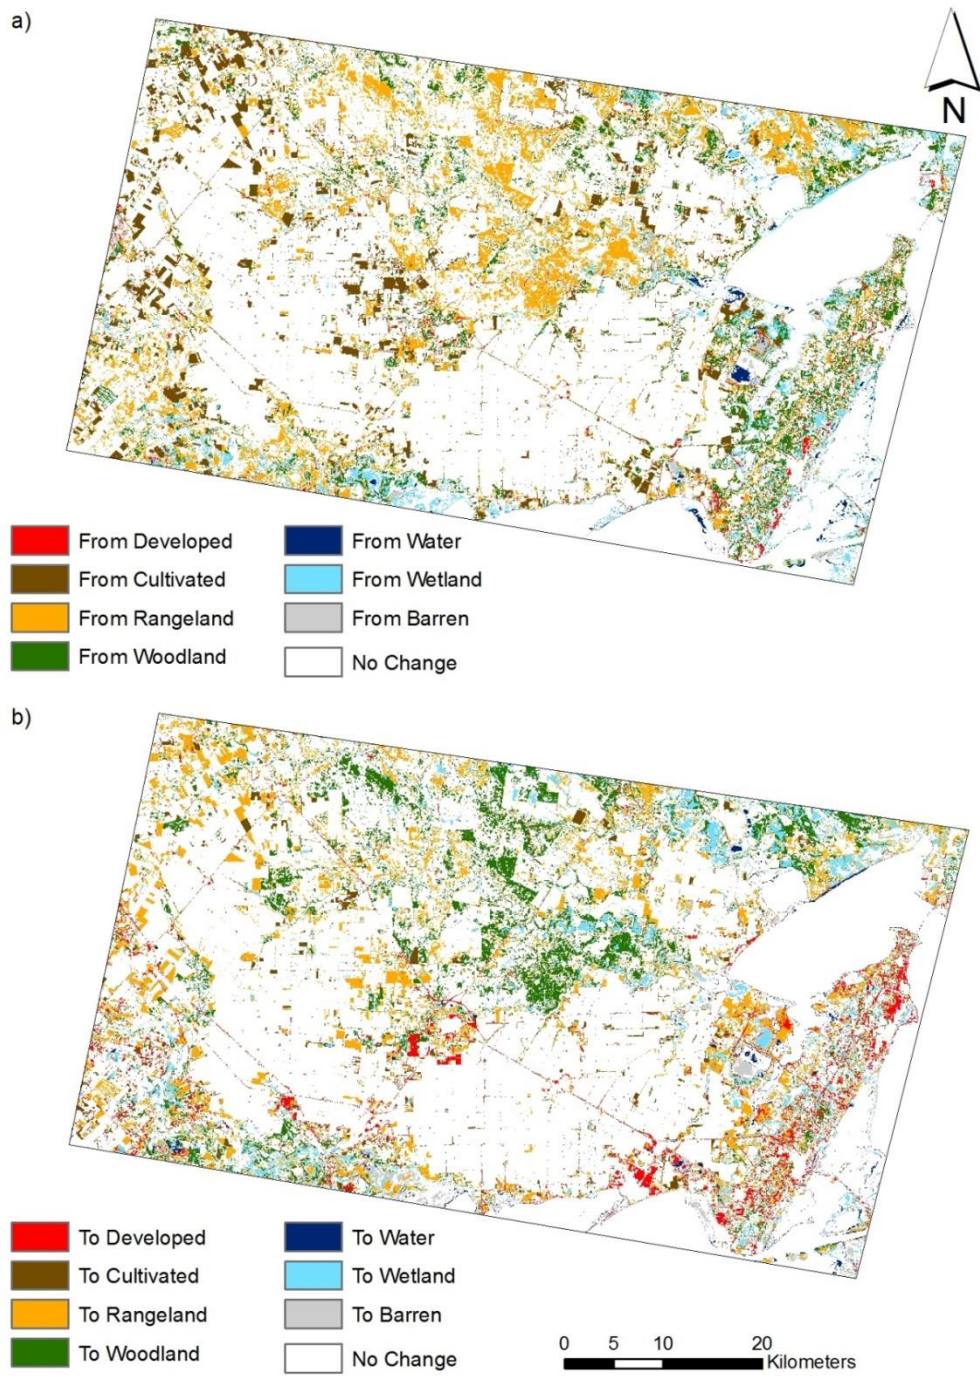 a)
N
From Developed
From Water
From Cultivated
From Wetland
From Rangeland
From Barren
From Woodland
No Change
b)
To Developed
To Water
To Cultivated
To Wetland
To Rangeland
To Barren
To Woodland
No Change
0 5 10 20
Kilometers